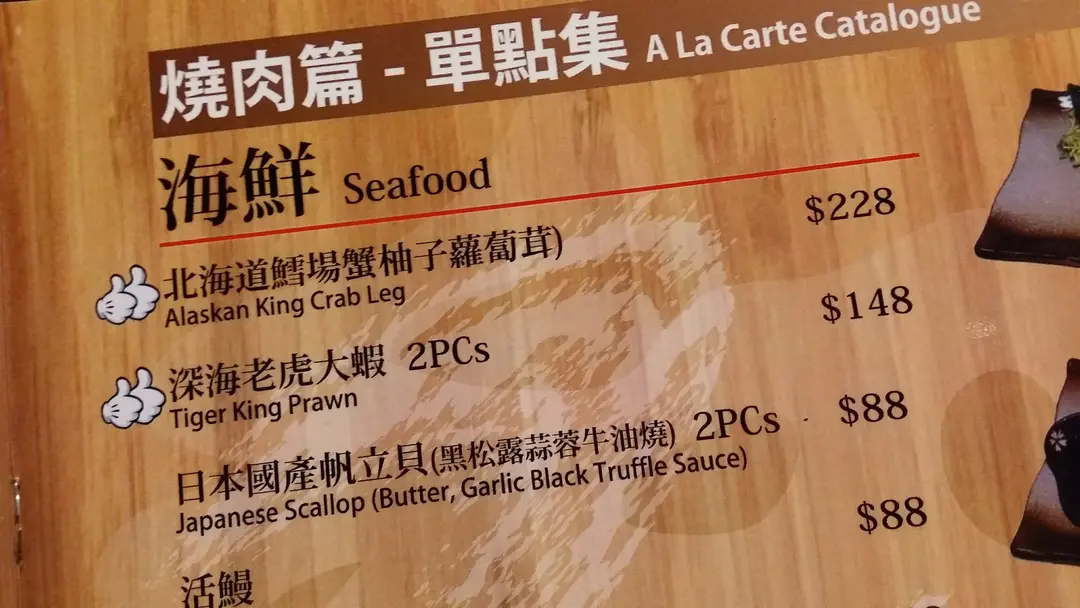 燒肉篇 - 單點集 A La Carte Catalogue
海鮮 Seafood
北海道鱈場蟹柚子蘿蔔茸) $228
Alaskan King Crab Leg
深海老虎大蝦 2PCs $148
Tiger King Prawn
日本國產帆立貝(黑松露蒜蓉牛油燒) 2PCs $88
Japanese Scallop (Butter, Garlic Black Truffle Sauce)
活鰻 $88